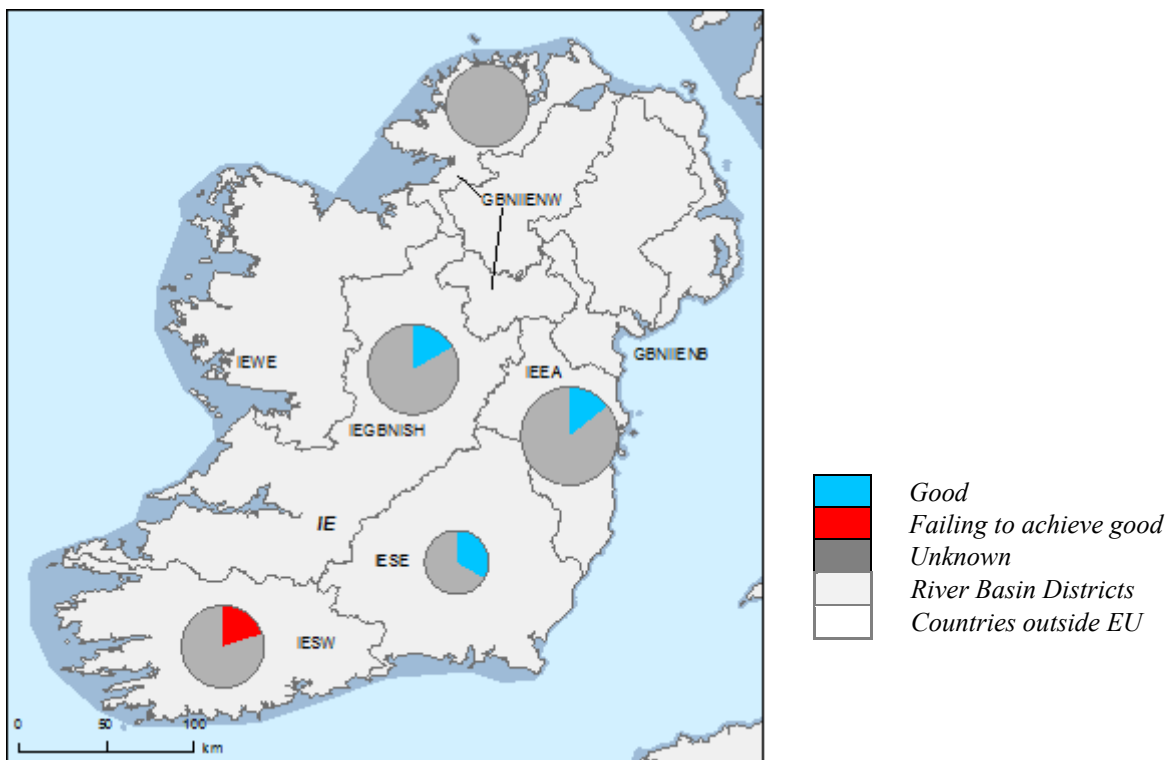 GBNIIENW
GBNIIENB
IEWE
IEEA
IEGBNISH
IE
IESE
IESW
0 50 100
km
Good
Failing to achieve good
Unknown
River Basin Districts
Countries outside EU